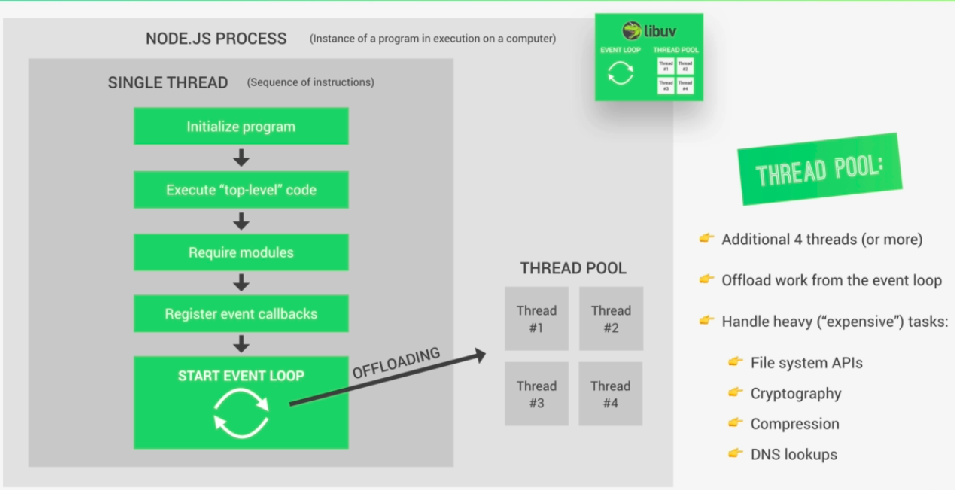 NODE.JS PROCESS (Instance of a program in execution on a computer)
libuv
EVENT LOOP THREAD POOL
Thread #1
Thread #2
Thread #3
Thread #4
SINGLE THREAD (Sequence of instructions)
Initialize program
Execute “top-level” code
Require modules
Register event callbacks
START EVENT LOOP
OFFLOADING
THREAD POOL
Thread
#1
Thread
#2
Thread
#3
Thread
#4
THREAD POOL:
Additional 4 threads (or more)
Offload work from the event loop
Handle heavy (“expensive”) tasks:
File system APIs
Cryptography
Compression
DNS lookups